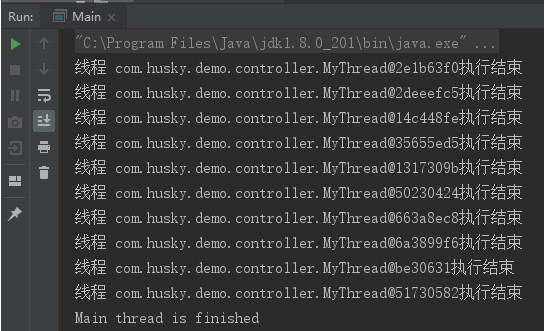 Run: Main ×
"C:\Program Files\Java\jdk1.8.0_201\bin\java.exe" ...
线程 com.husky.demo.controller.MyThread@2e1b63f0执行结束
线程 com.husky.demo.controller.MyThread@2deeefc5执行结束
线程 com.husky.demo.controller.MyThread@14c448fe执行结束
线程 com.husky.demo.controller.MyThread@35655ed5执行结束
线程 com.husky.demo.controller.MyThread@1317309b执行结束
线程 com.husky.demo.controller.MyThread@50230424执行结束
线程 com.husky.demo.controller.MyThread@663a8ec8执行结束
线程 com.husky.demo.controller.MyThread@6a3899f6执行结束
线程 com.husky.demo.controller.MyThread@be30631执行结束
线程 com.husky.demo.controller.MyThread@51730582执行结束
Main thread is finished